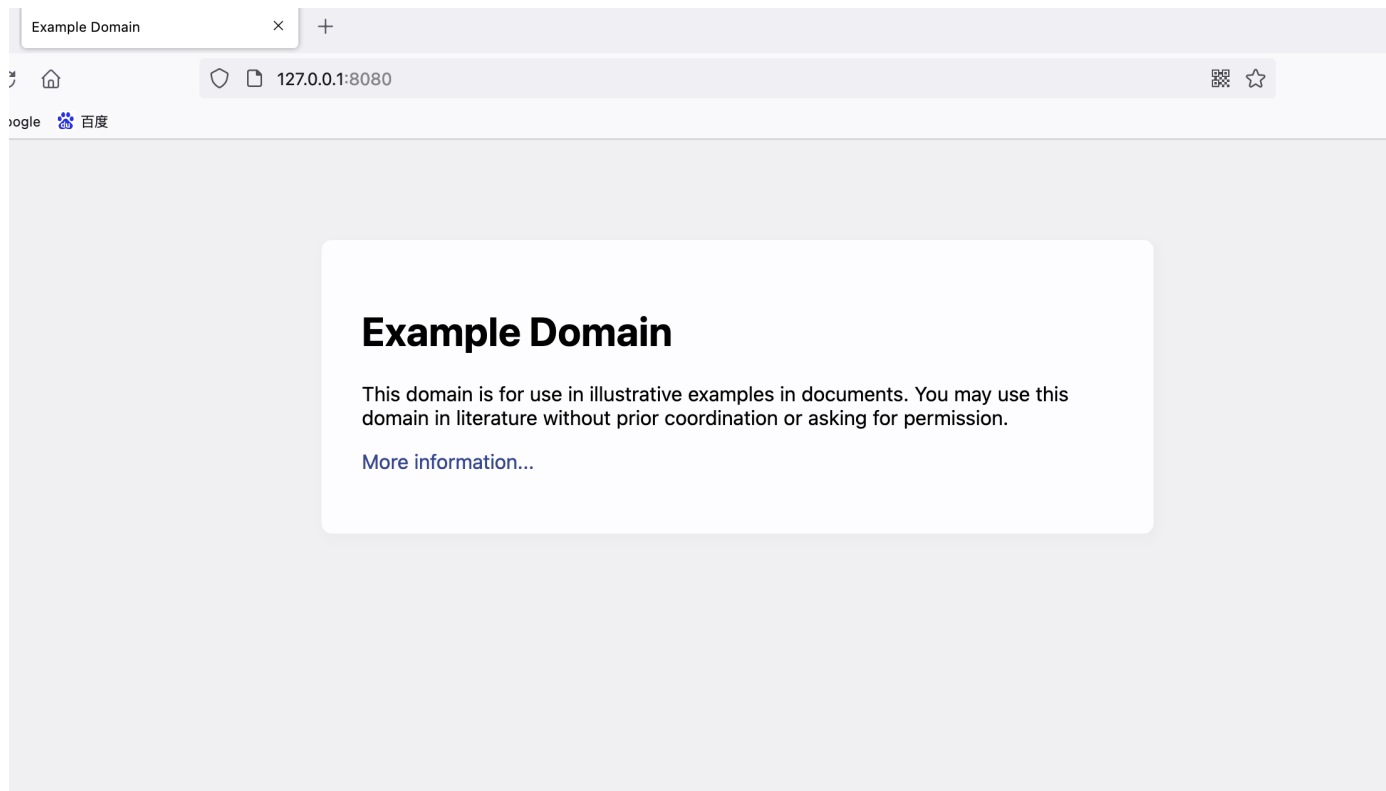 Example Domain
127.0.0.1:8080
百度
Example Domain
This domain is for use in illustrative examples in documents. You may use this
domain in literature without prior coordination or asking for permission.
More information...